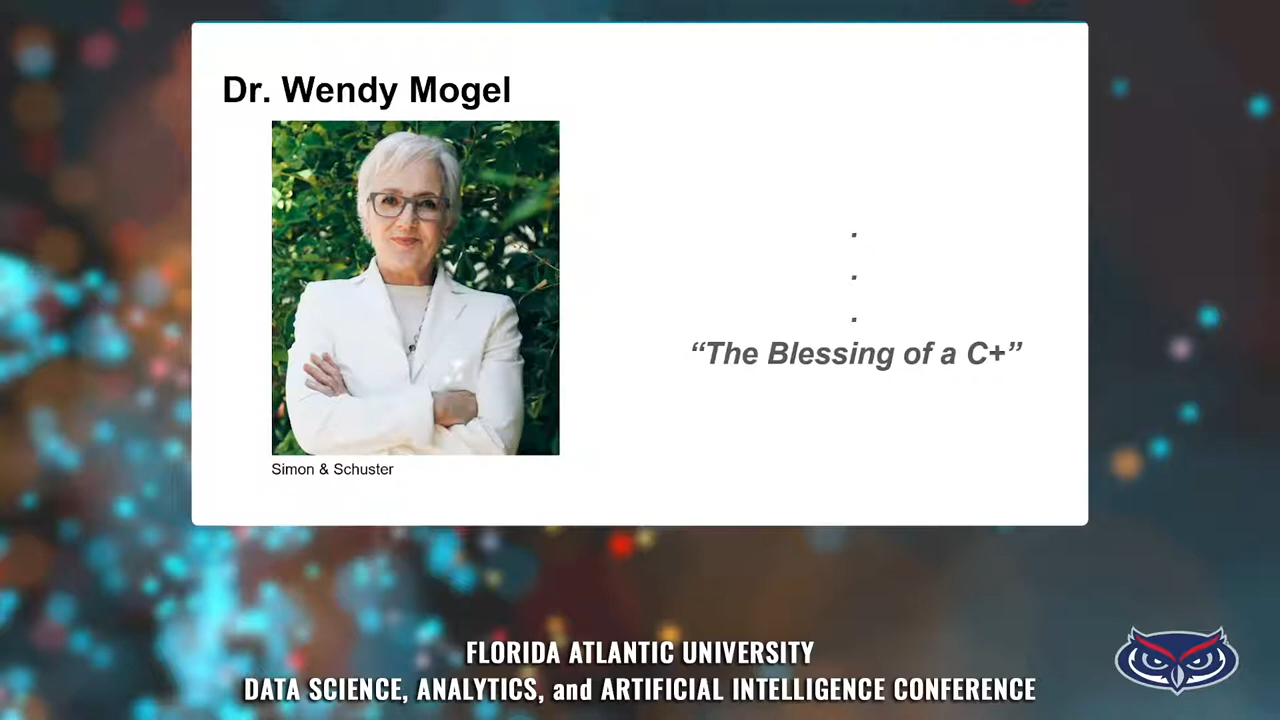 Dr. Wendy Mogel
.
.
.
“The Blessing of a C+”
Simon & Schuster
FLORIDA ATLANTIC UNIVERSITY
DATA SCIENCE, ANALYTICS, and ARTIFICIAL INTELLIGENCE CONFERENCE